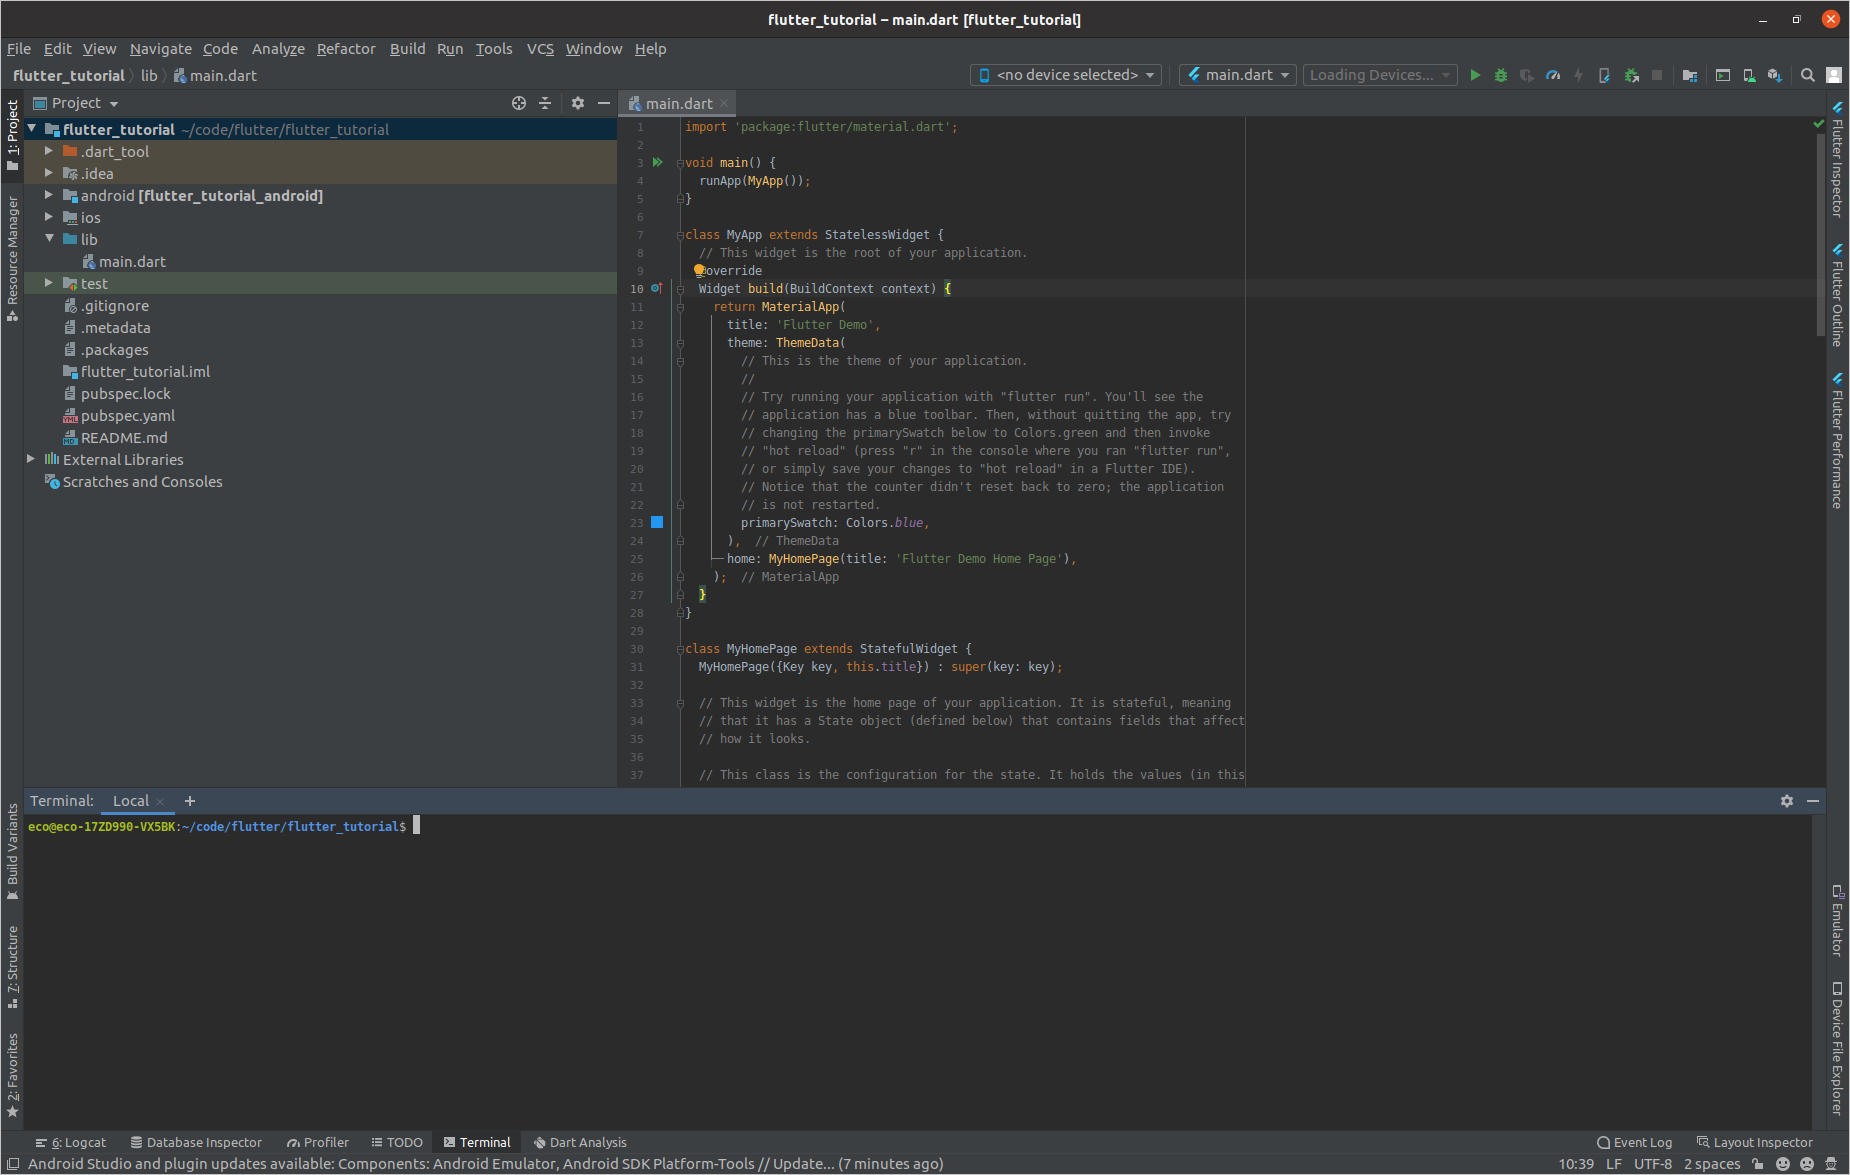 flutter_tutorial – main.dart [flutter_tutorial]
File Edit View Navigate Code Analyze Refactor Build Run Tools VCS Window Help
flutter_tutorial lib main.dart <no device selected> main.dart Loading Devices...
1: Project
Resource Manager
Build Variants
7: Structure
2: Favorites
Project
flutter_tutorial ~/code/flutter/flutter_tutorial
.dart_tool
.idea
android [flutter_tutorial_android]
ios
lib
main.dart
test
.gitignore
.metadata
.packages
flutter_tutorial.iml
pubspec.lock
pubspec.yaml
README.md
External Libraries
Scratches and Consoles
main.dart
1 import 'package:flutter/material.dart';
2
3 void main() {
4 runApp(MyApp());
5 }
6
7 class MyApp extends StatelessWidget {
8 // This widget is the root of your application.
9 override
10 Widget build(BuildContext context) {
11 return MaterialApp(
12 title: 'Flutter Demo',
13 theme: ThemeData(
14 // This is the theme of your application.
15 //
16 // Try running your application with "flutter run". You'll see the
17 // application has a blue toolbar. Then, without quitting the app, try
18 // changing the primarySwatch below to Colors.green and then invoke
19 // "hot reload" (press "r" in the console where you ran "flutter run",
20 // or simply save your changes to "hot reload" in a Flutter IDE).
21 // Notice that the counter didn't reset back to zero; the application
22 // is not restarted.
23 primarySwatch: Colors.blue,
24 ), // ThemeData
25 home: MyHomePage(title: 'Flutter Demo Home Page'),
26 ); // MaterialApp
27 }
28 }
29
30 class MyHomePage extends StatefulWidget {
31 MyHomePage({Key key, this.title}) : super(key: key);
32
33 // This widget is the home page of your application. It is stateful, meaning
34 // that it has a State object (defined below) that contains fields that affect
35 // how it looks.
36
37 // This class is the configuration for the state. It holds the values (in this
Flutter Inspector
Flutter Outline
Flutter Performance
Emulator
Device File Explorer
Terminal: Local +
eco@eco-17ZD990-VX5BK:~/code/flutter/flutter_tutorial$
6: Logcat Database Inspector Profiler TODO Terminal Dart Analysis Event Log Layout Inspector
Android Studio and plugin updates available: Components: Android Emulator, Android SDK Platform-Tools // Update... (7 minutes ago) 10:39 LF UTF-8 2 spaces